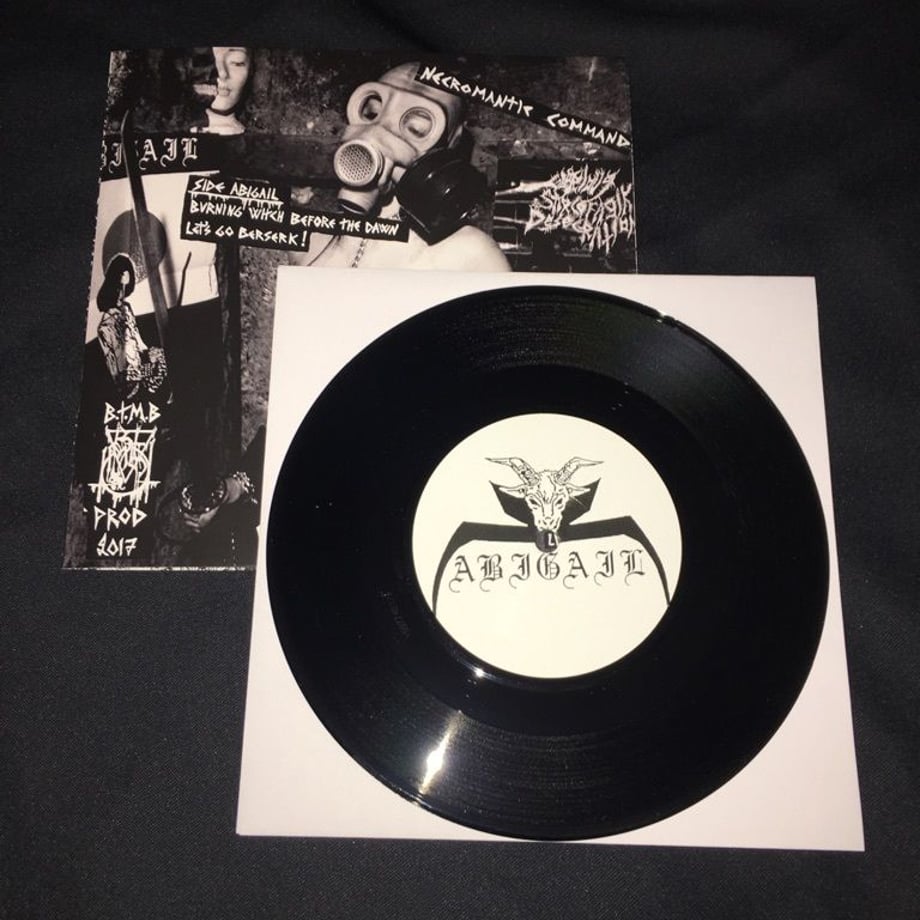 NECROMANTIC COMMAND
BIGAIL
SIDE ABIGAIL
BURNING WITCH BEFORE THE DAWN
LET'S GO BERSERK!
B.T.M.B
PROD
2017
L
ABIGAIL